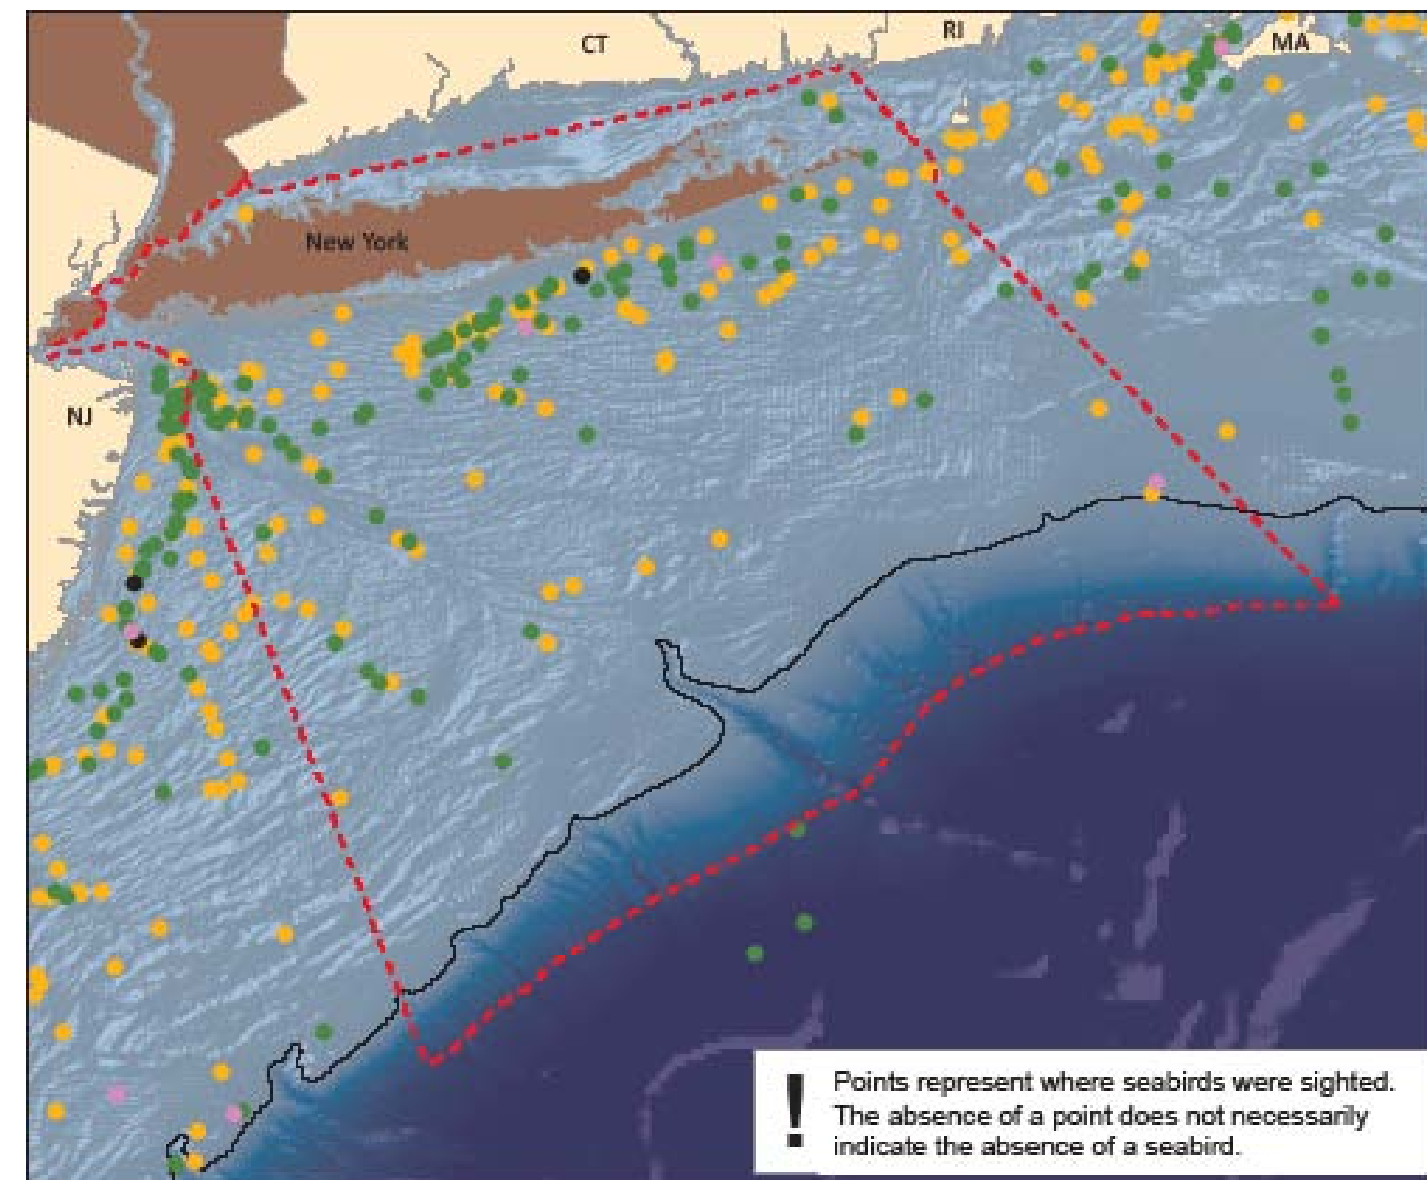 CT
RI
MA
New York
NJ
! Points represent where seabirds were sighted.
The absence of a point does not necessarily
indicate the absence of a seabird.